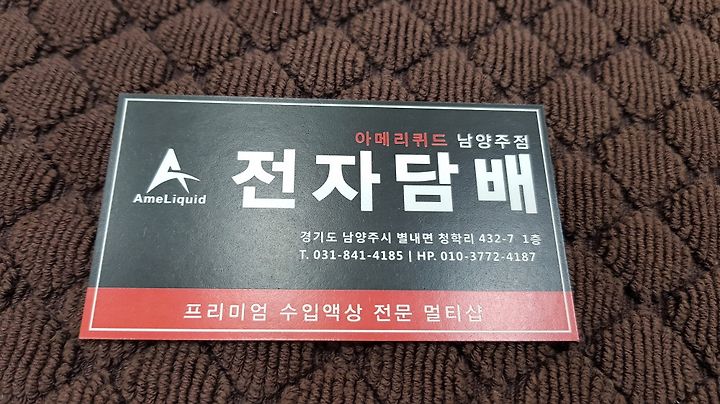 아메리퀴드 남양주점
전자담배
AmeLiquid
경기도 남양주시 별내면 청학리 432-7 1층
T. 031-841-4185 | HP. 010-3772-4187
프리미엄 수입액상 전문 멀티샵